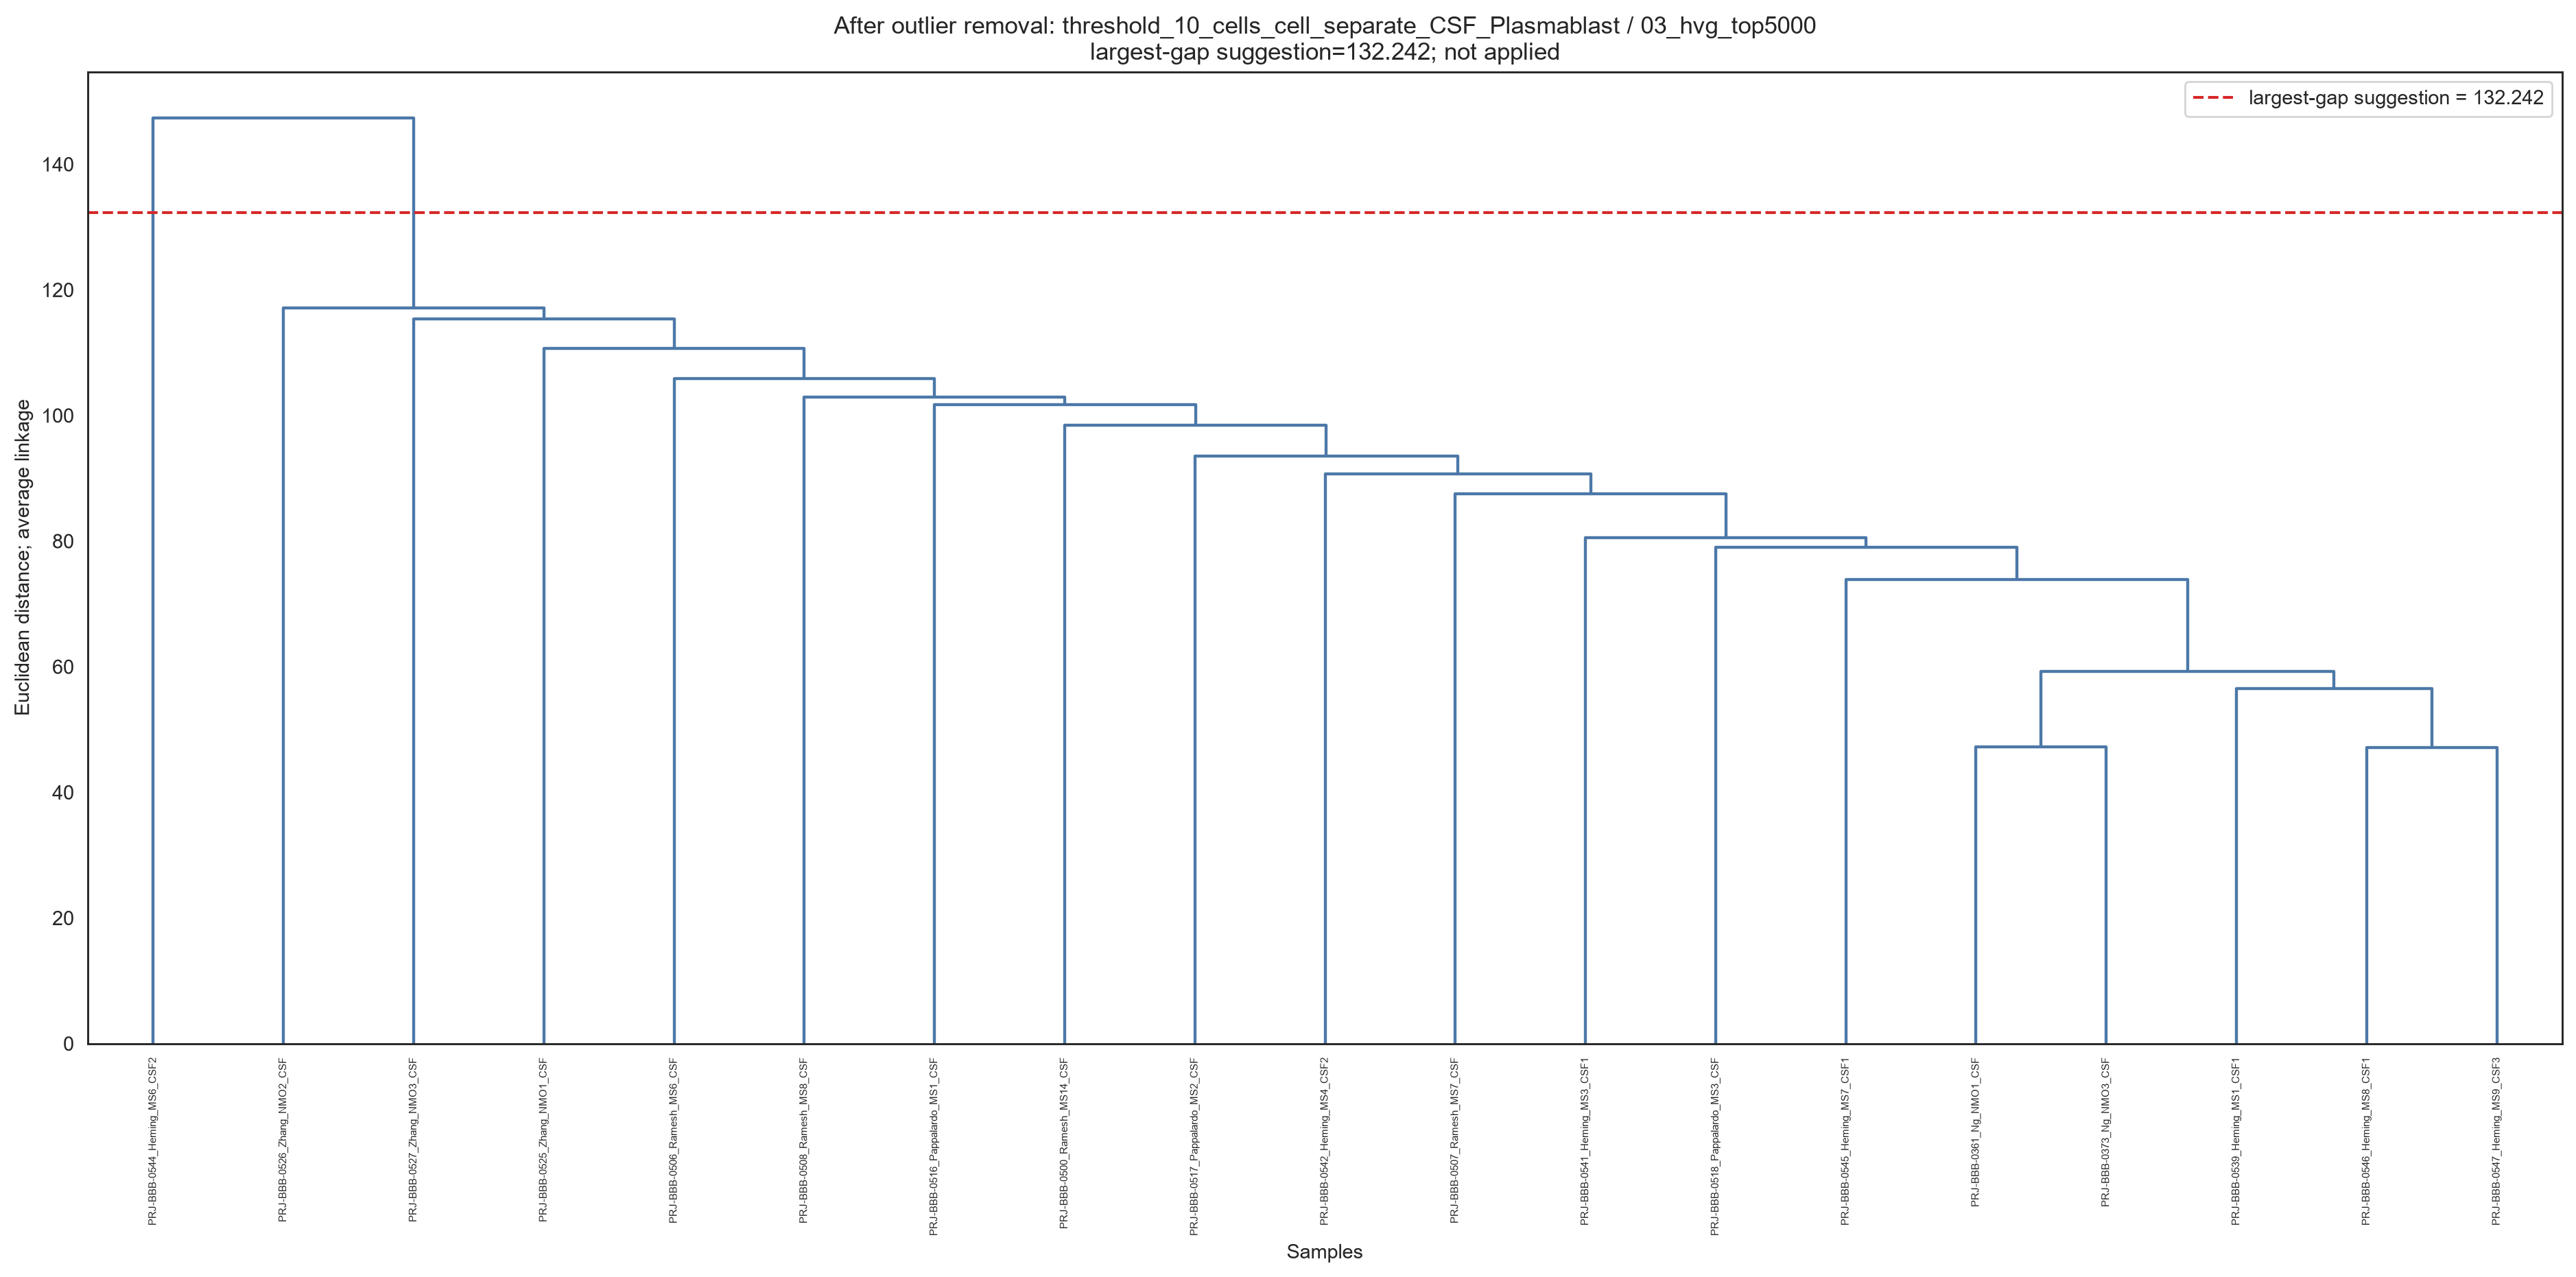 After outlier removal: threshold_10_cells_cell_separate_CSF_Plasmablast / 03_hvg_top5000
largest-gap suggestion=132.242; not applied
largest-gap suggestion = 132.242
Euclidean distance; average linkage
140
120
100
80
60
40
20
0
PRJ-BBB-0544_Heming_MS6_CSF2
PRJ-BBB-0526_Zhang_NMO2_CSF
PRJ-BBB-0527_Zhang_NMO3_CSF
PRJ-BBB-0525_Zhang_NMO1_CSF
PRJ-BBB-0506_Ramesh_MS6_CSF
PRJ-BBB-0508_Ramesh_MS8_CSF
PRJ-BBB-0516_Pappalardo_MS1_CSF
PRJ-BBB-0500_Ramesh_MS14_CSF
PRJ-BBB-0517_Pappalardo_MS2_CSF
PRJ-BBB-0542_Heming_MS4_CSF2
PRJ-BBB-0507_Ramesh_MS7_CSF
PRJ-BBB-0541_Heming_MS3_CSF1
PRJ-BBB-0518_Pappalardo_MS3_CSF
PRJ-BBB-0545_Heming_MS7_CSF1
PRJ-BBB-0361_Ng_NMO1_CSF
PRJ-BBB-0373_Ng_NMO3_CSF
PRJ-BBB-0539_Heming_MS1_CSF1
PRJ-BBB-0546_Heming_MS8_CSF1
PRJ-BBB-0547_Heming_MS9_CSF3
Samples